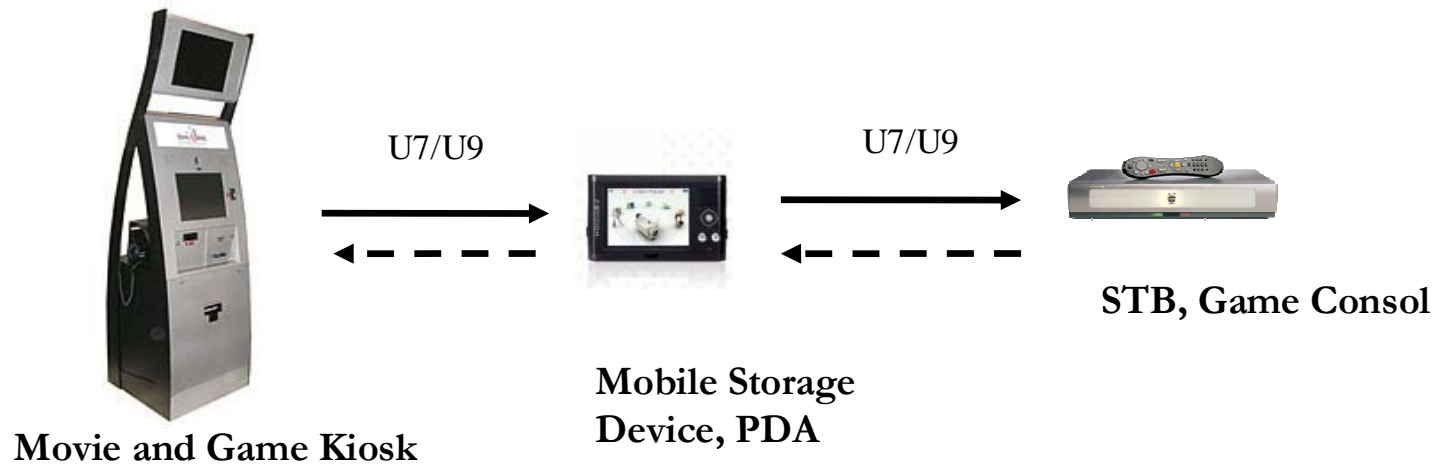 U7/U9
U7/U9
STB, Game Consol
Mobile Storage
Device, PDA
Movie and Game Kiosk